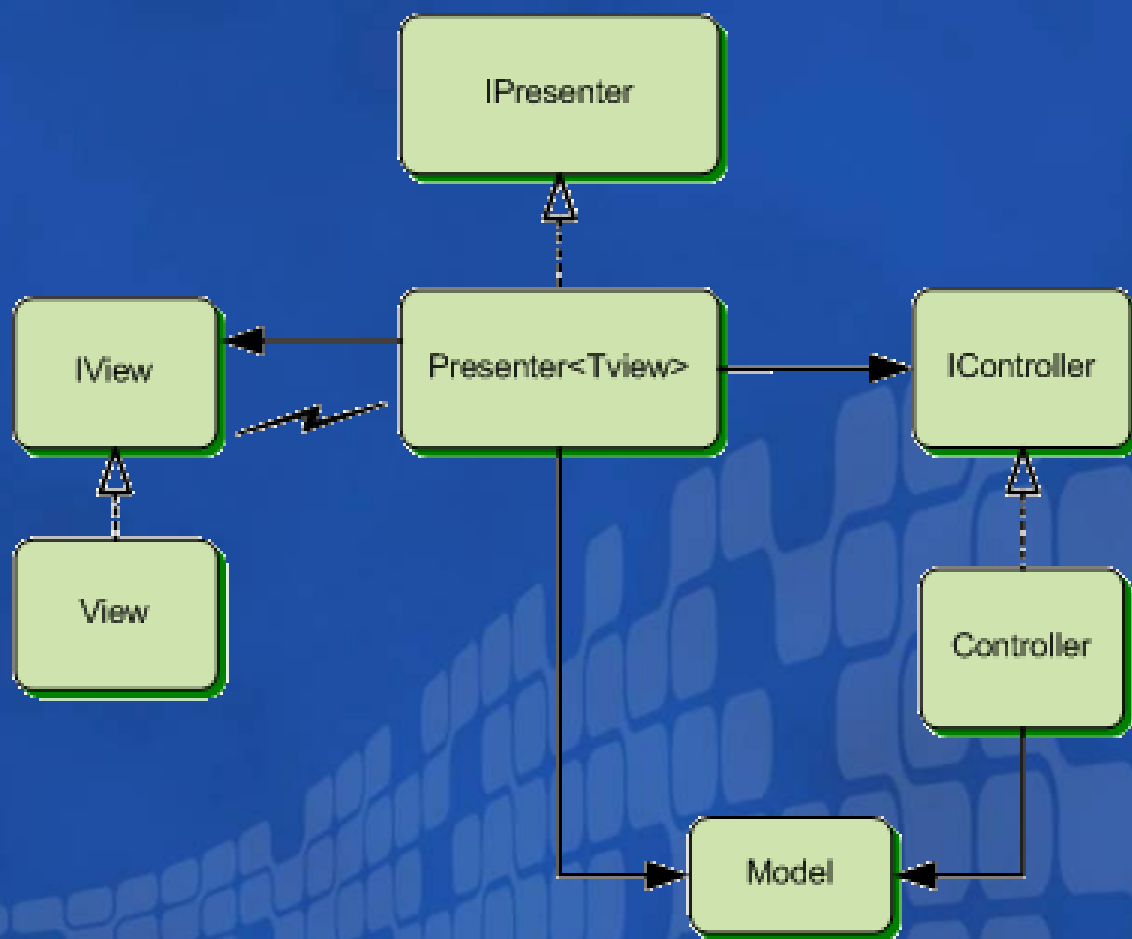 IPresenter
IView
Presenter<Tview>
IController
View
Controller
Model